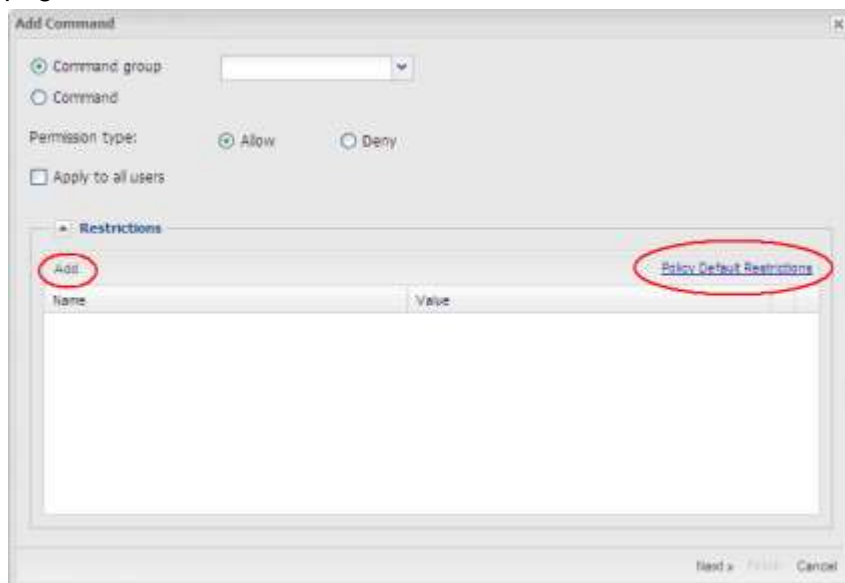 Add Command
Command group
Command
Permission type: Allow Deny
Apply to all users
Restrictions
Add Policy Default Restrictions
Name Value
Next » Finish Cancel